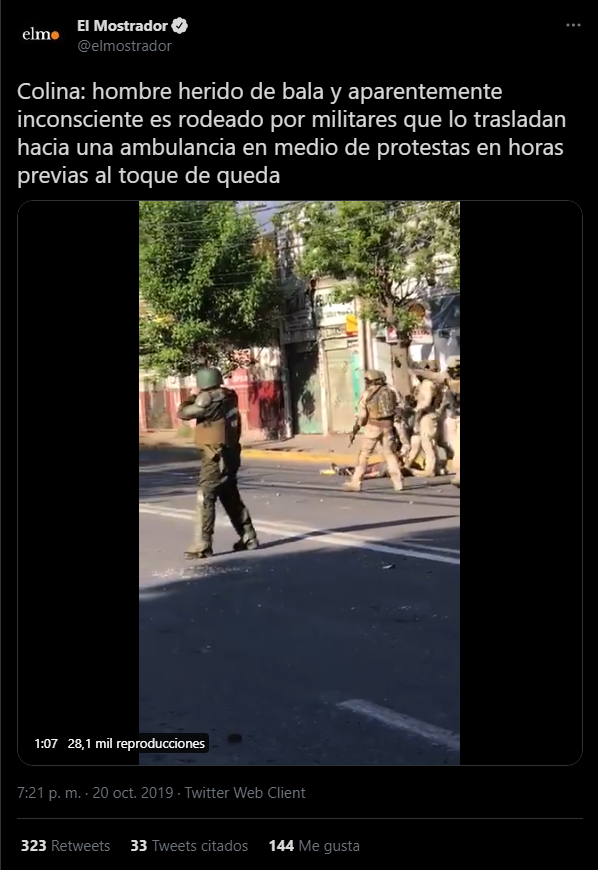 elmo
El Mostrador
@elmostrador
Colina: hombre herido de bala y aparentemente
inconsciente es rodeado por militares que lo trasladan
hacia una ambulancia en medio de protestas en horas
previas al toque de queda
1:07 28,1 mil reproducciones
7:21 p. m. · 20 oct. 2019 · Twitter Web Client
323 Retweets 33 Tweets citados 144 Me gusta